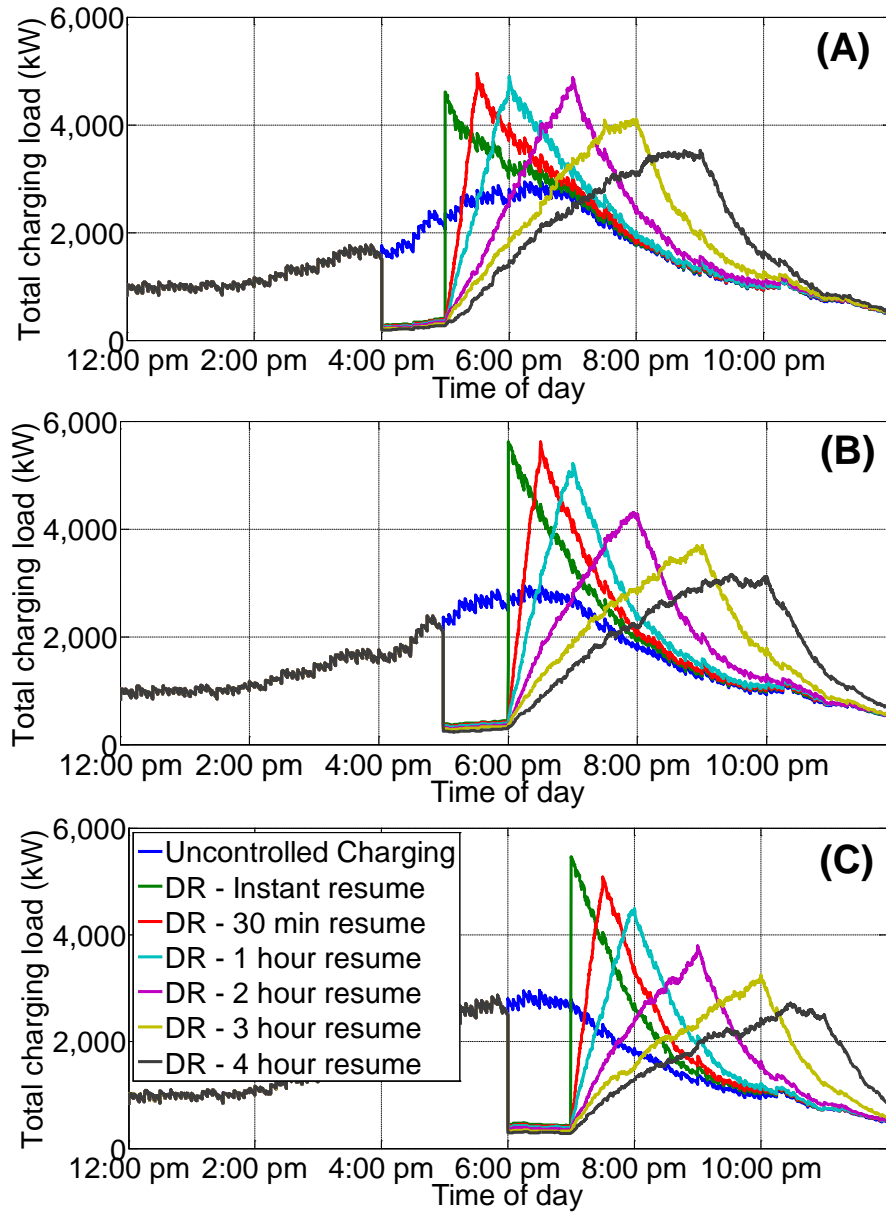 (A)
Total charging load (kW)
6,000
4,000
2,000
0
12:00 pm 2:00 pm 4:00 pm 6:00 pm 8:00 pm 10:00 pm
Time of day
(B)
Total charging load (kW)
6,000
4,000
2,000
0
12:00 pm 2:00 pm 4:00 pm 6:00 pm 8:00 pm 10:00 pm
Time of day
(C)
Total charging load (kW)
6,000
4,000
2,000
0
Uncontrolled Charging
DR - Instant resume
DR - 30 min resume
DR - 1 hour resume
DR - 2 hour resume
DR - 3 hour resume
DR - 4 hour resume
12:00 pm 2:00 pm 4:00 pm 6:00 pm 8:00 pm 10:00 pm
Time of day